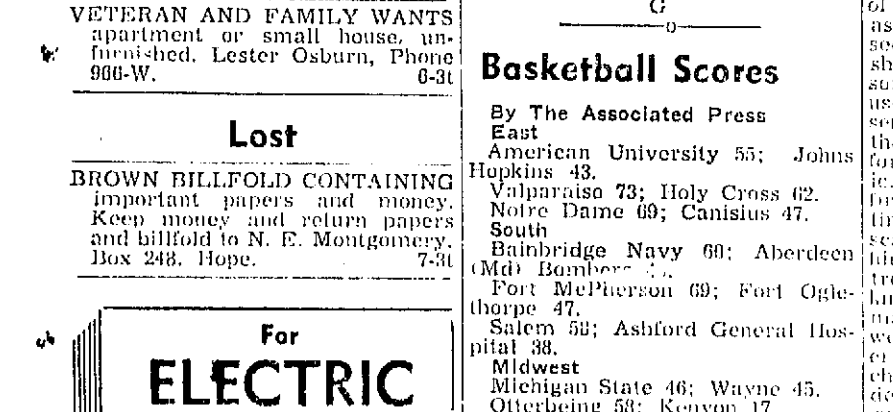 VETERAN AND FAMILY WANTS
apartment or small house, un-
furnished. Lester Osburn, Phone
900-W. 6-3t
Lost
BROWN BILLFOLD CONTAINING
important papers and money.
Keep money and return papers
and billfold to N. E. Montgomery.
Box 248. Hope. 7-3t
For
ELECTRIC
G
Basketball Scores
By The Associated Press
East
American University 55; Johns
Hopkins 43.
Valparaiso 73; Holy Cross 62.
Notre Dame 69; Canisius 47.
South
Bainbridge Navy 60; Aberdeen
(Md) Bombers
Fort McPherson 69; Fort Ogle-
thorpe 47.
Salem 58; Ashford General Hos-
pital 38.
Midwest
Michigan State 46; Wayne 45.
Otterbeing 58; Kenyon 17